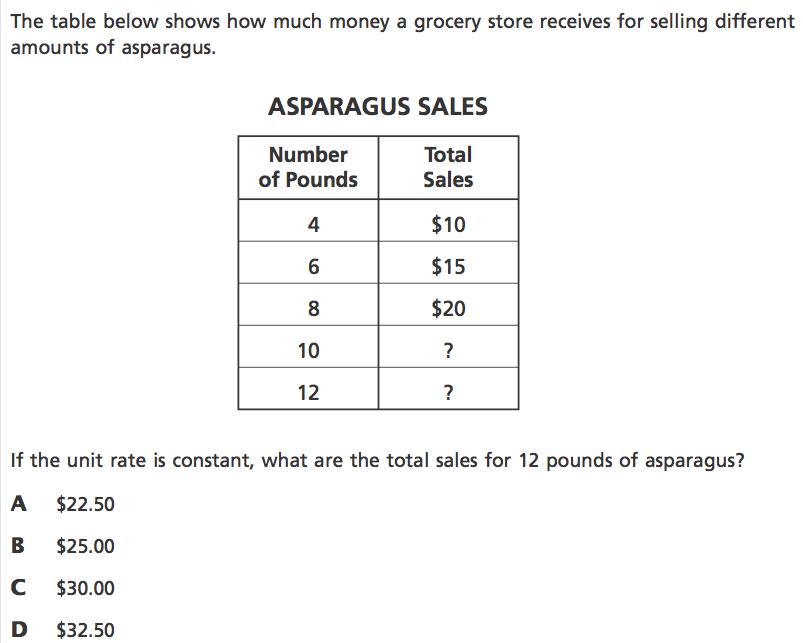 The table below shows how much money a grocery store receives for selling different
amounts of asparagus.
ASPARAGUS SALES
Number of Pounds Total Sales
4 $10
6 $15
8 $20
10 ?
12 ?
If the unit rate is constant, what are the total sales for 12 pounds of asparagus?
A $22.50
B $25.00
C $30.00
D $32.50